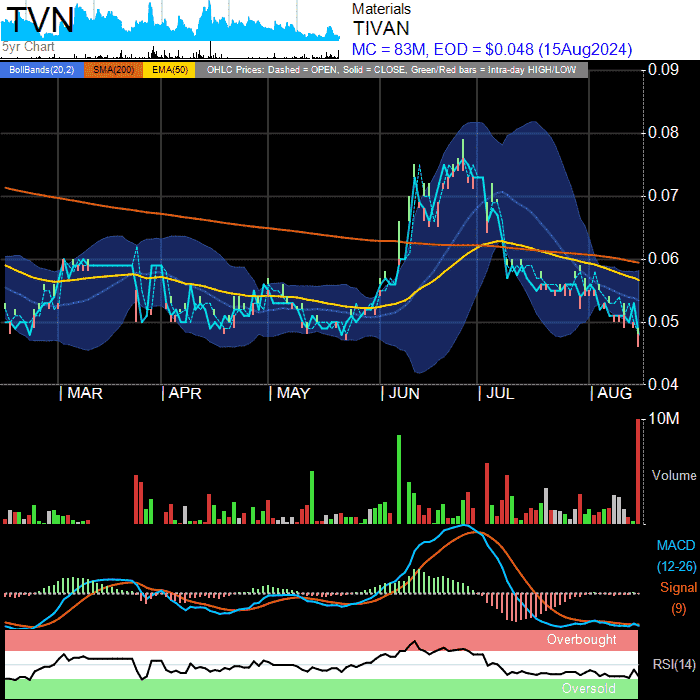 TVN
5yr Chart
Materials
TIVAN
MC = 83M, EOD = $0.048 (15Aug2024)
BollBands(20,2) SMA(200) EMA(50) OHLC Prices: Dashed = OPEN, Solid = CLOSE, Green/Red bars = Intra-day HIGH/LOW
0.09
0.08
0.07
0.06
0.05
0.04
MAR APR MAY JUN JUL AUG
10M
Volume
MACD
(12-26)
Signal
(9)
Overbought
RSI(14)
Oversold